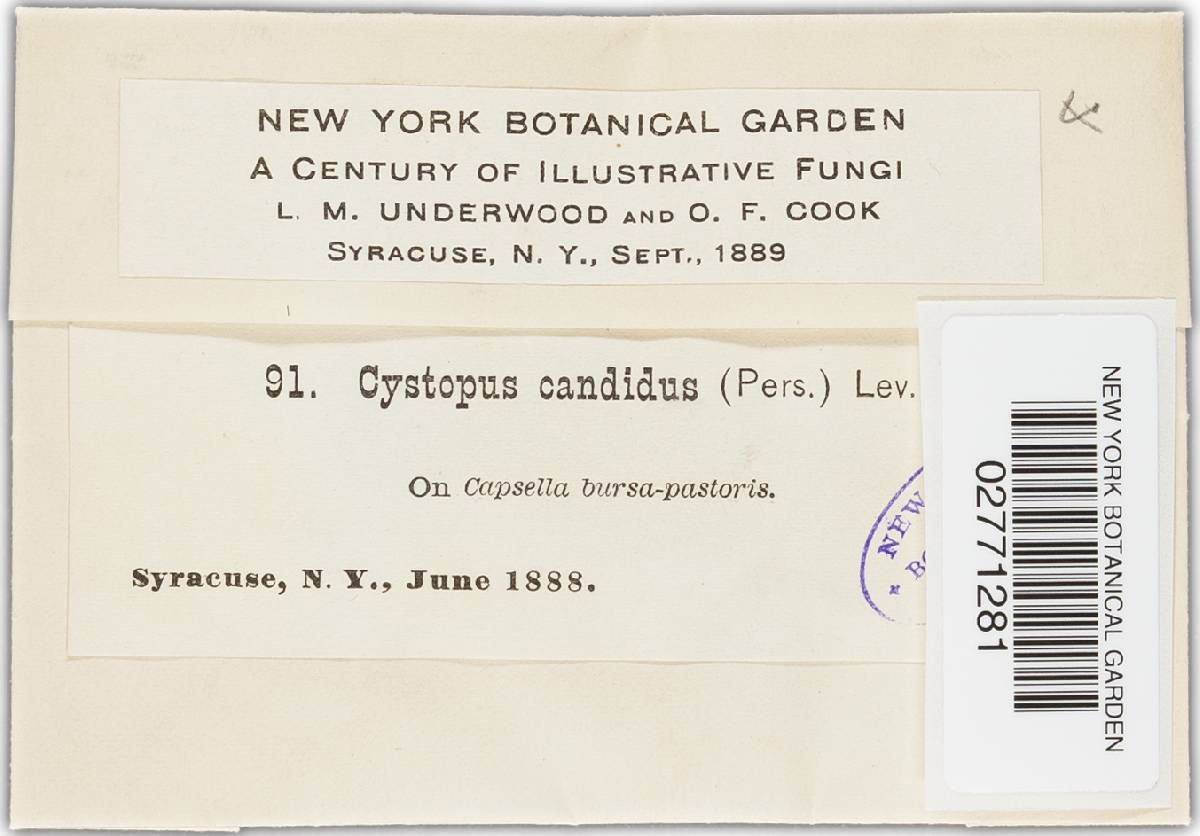 NEW YORK BOTANICAL GARDEN
A CENTURY OF ILLUSTRATIVE FUNGI
L. M. UNDERWOOD AND O. F. COOK
SYRACUSE, N. Y., SEPT., 1889
91. Cystopus candidus (Pers.) Lev.
On Capsella bursa-pastoris.
Syracuse, N. Y., June 1888.
NEW
NEW YORK BOTANICAL GARDEN
02771281